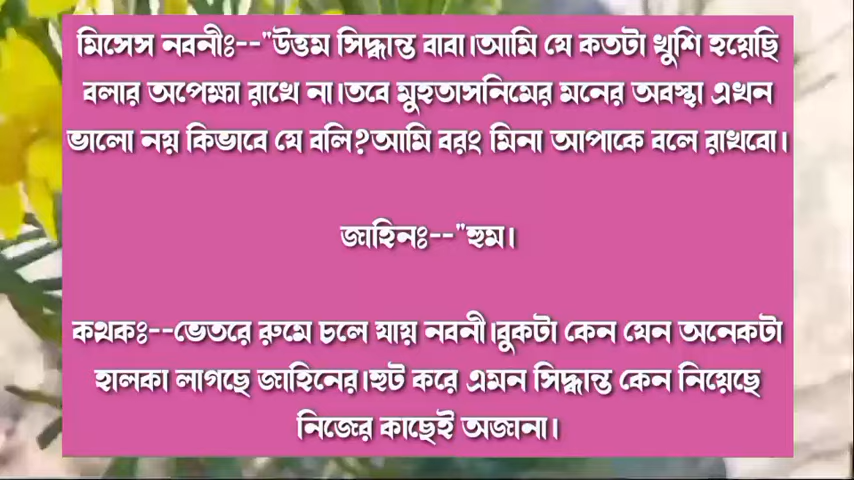 মিসেস নবনীঃ--"উত্তম সিদ্ধান্ত বাবা।আমি যে কতটা খুশি হয়েছি
বলার অপেক্ষা রাখে না।তবে মুহতাসনিমের মনের অবস্থা এখন
ভালো নয় কিভাবে যে বলি?আমি বরং মিনা আপাকে বলে রাখবো।
জাহিনঃ--"হুম।
কথকঃ--ভেতরে রুমে চলে যায় নবনী।বুকটা কেন যেন অনেকটা
হালকা লাগছে জাহিনের।হুট করে এমন সিদ্ধান্ত কেন নিয়েছে
নিজের কাছেই অজানা।